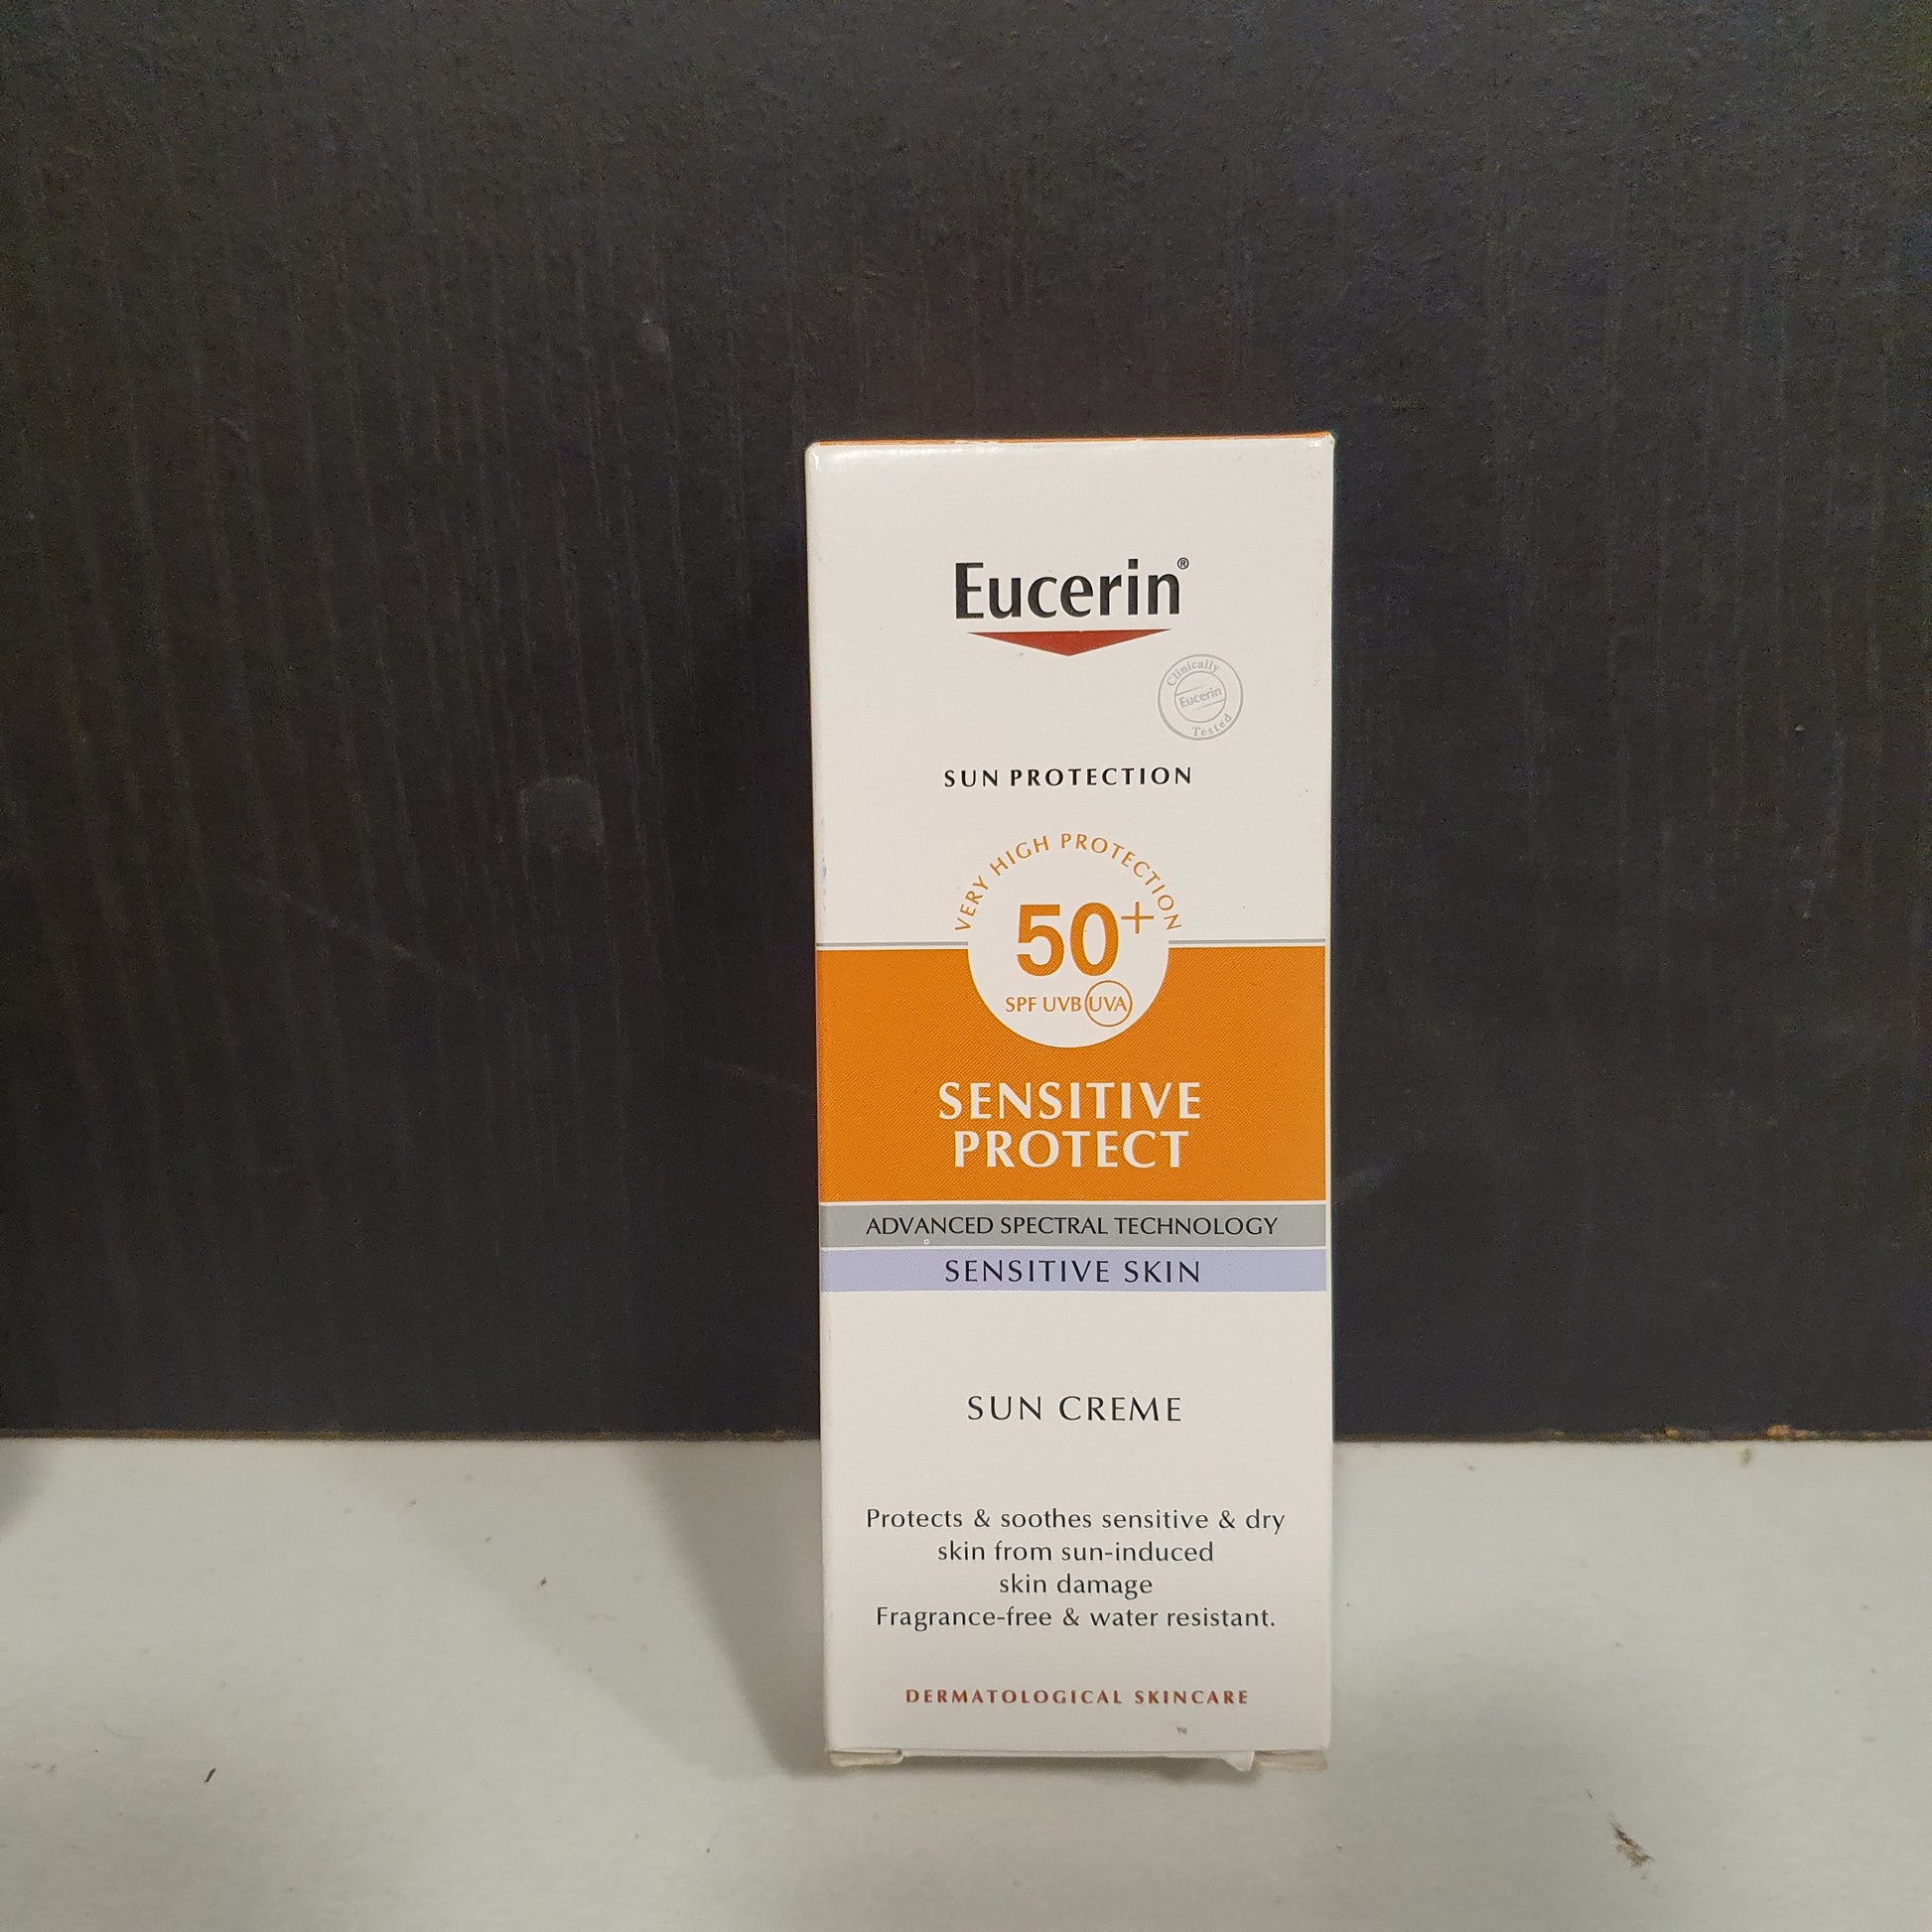 Eucerin®
Clinically
Eucerin
Tested
SUN PROTECTION
VERY HIGH PROTECTION
50+
SPF UVB UVA
SENSITIVE
PROTECT
ADVANCED SPECTRAL TECHNOLOGY
SENSITIVE SKIN
SUN CREME
Protects & soothes sensitive & dry
skin from sun-induced
skin damage
Fragrance-free & water resistant.
DERMATOLOGICAL SKINCARE